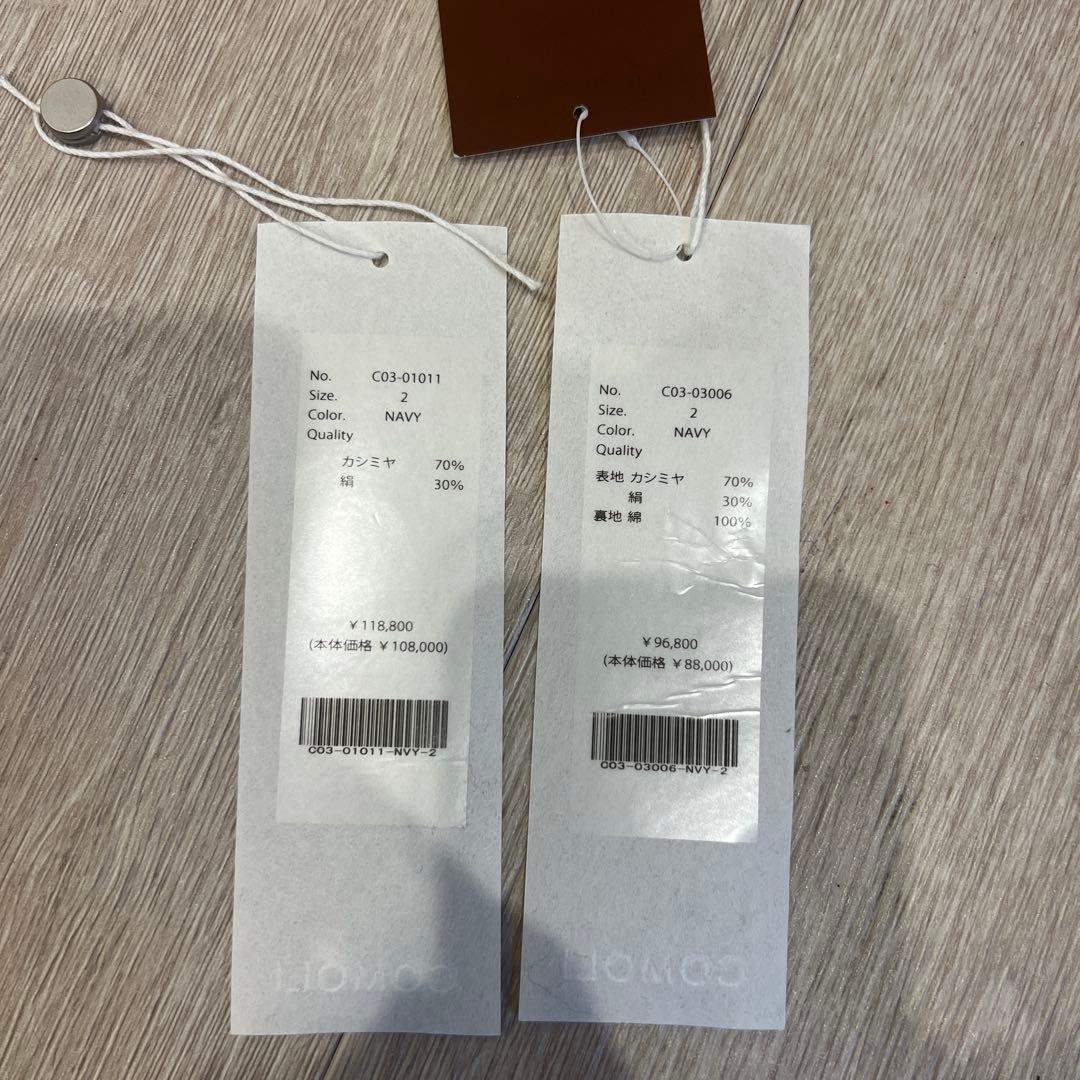 No. C03-01011
Size. 2
Color. NAVY
Quality
カシミヤ 70%
絹 30%
¥118,800
(本体価格 ¥108,000)
C03-01011-NVY-2
COMOLI
No. C03-03006
Size. 2
Color. NAVY
Quality
表地 カシミヤ 70%
絹 30%
裏地 綿 100%
¥96,800
(本体価格 ¥88,000)
C03-03006-NVY-2
COMOLI